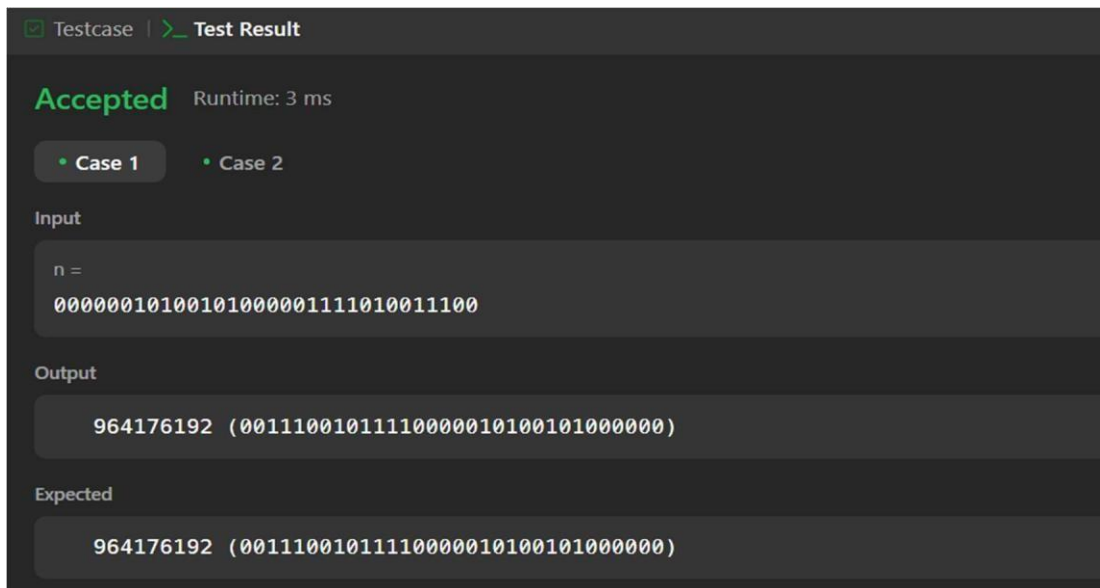 Testcase | >_ Test Result
Accepted Runtime: 3 ms
• Case 1 • Case 2
Input
n =
00000010100101000001111010011100
Output
964176192 (00111001011110000010100101000000)
Expected
964176192 (00111001011110000010100101000000)